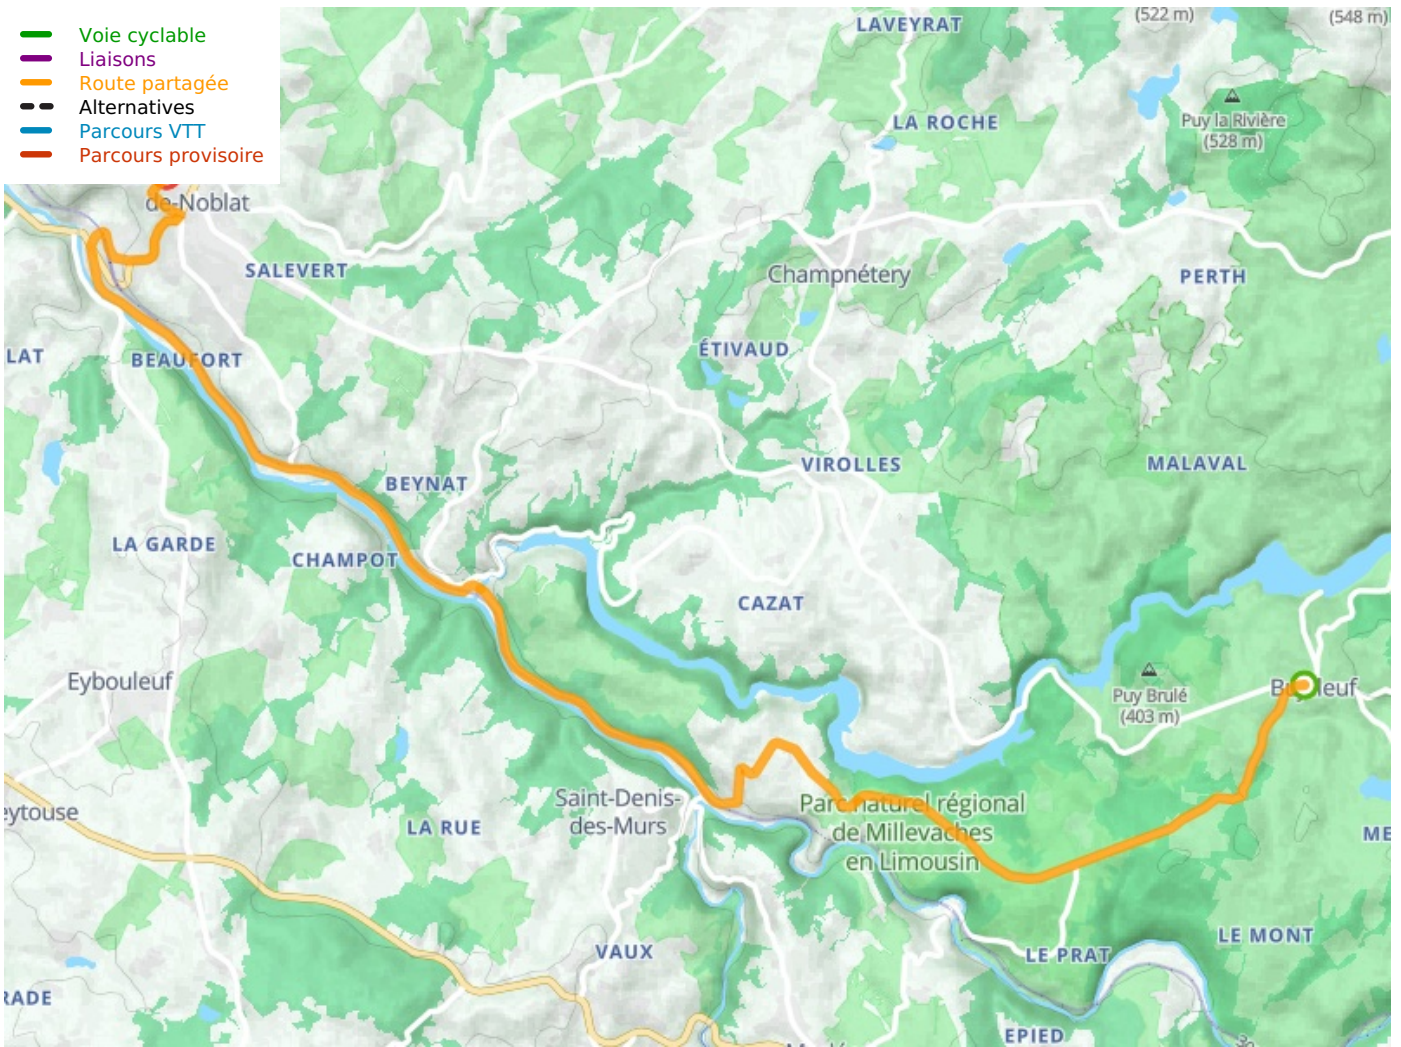 Voie cyclable
Liaisons
Route partagée
Alternatives
Parcours VTT
Parcours provisoire
LAVEYRAT
(522 m)
(548 m)
LA ROCHE
Puy la Rivière
(528 m)
de-Noblat
SALEVERT
Champnétery
PERTH
ÉTIVAUD
LAT
BEAUFORT
VIROLLES
MALAVAL
BEYNAT
LA GARDE
CHAMPOT
CAZAT
Eybouleuf
Puy Brulé
(403 m)
Saint-Denis-
des-Murs
Parc naturel régional
de Millevaches
en Limousin
eytouse
LA RUE
ME
VAUX
LE PRAT
LE MONT
RADE
EPIED